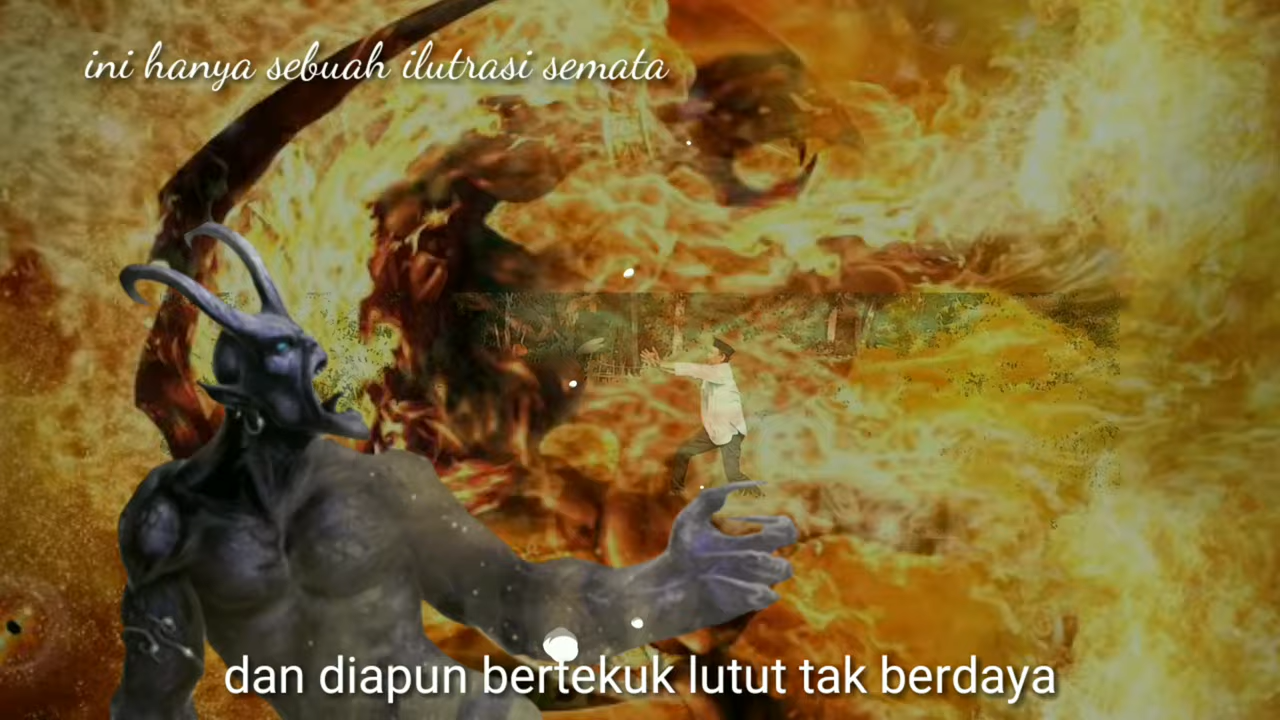 ini hanya sebuah ilutrasi semata
dan diapun bertekuk lutut tak berdaya